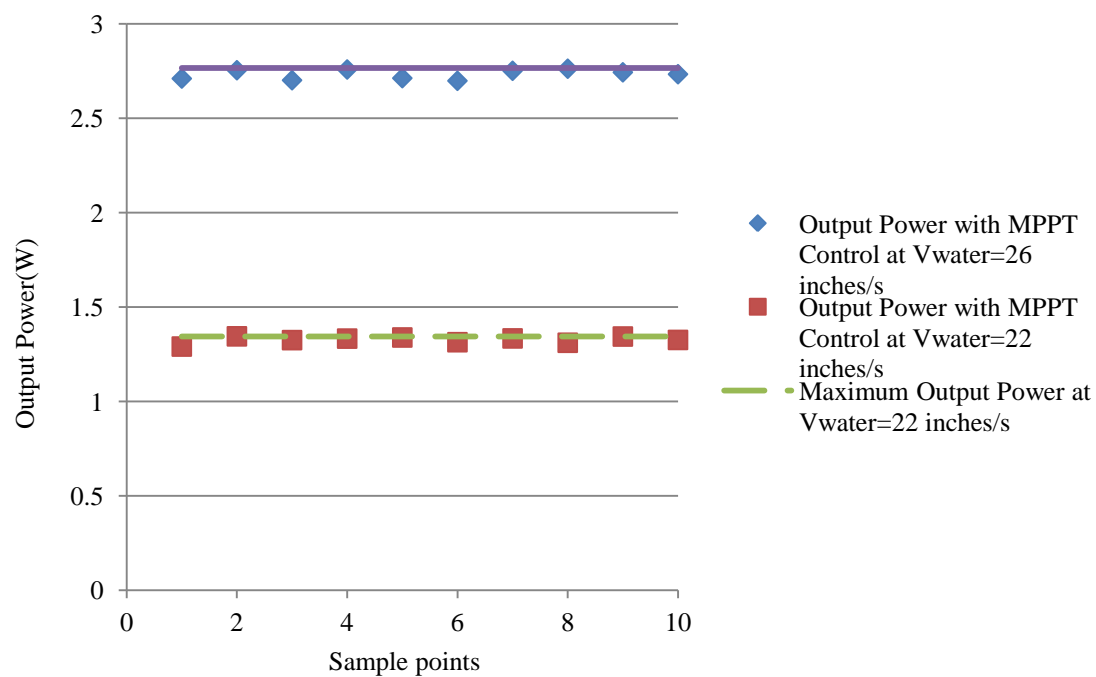 3
2.5
2
1.5
1
0.5
0
Output Power(W)
0
2
4
6
8
10
Sample points
Output Power with MPPT
Control at Vwater=26
inches/s
Output Power with MPPT
Control at Vwater=22
inches/s
Maximum Output Power at
Vwater=22 inches/s